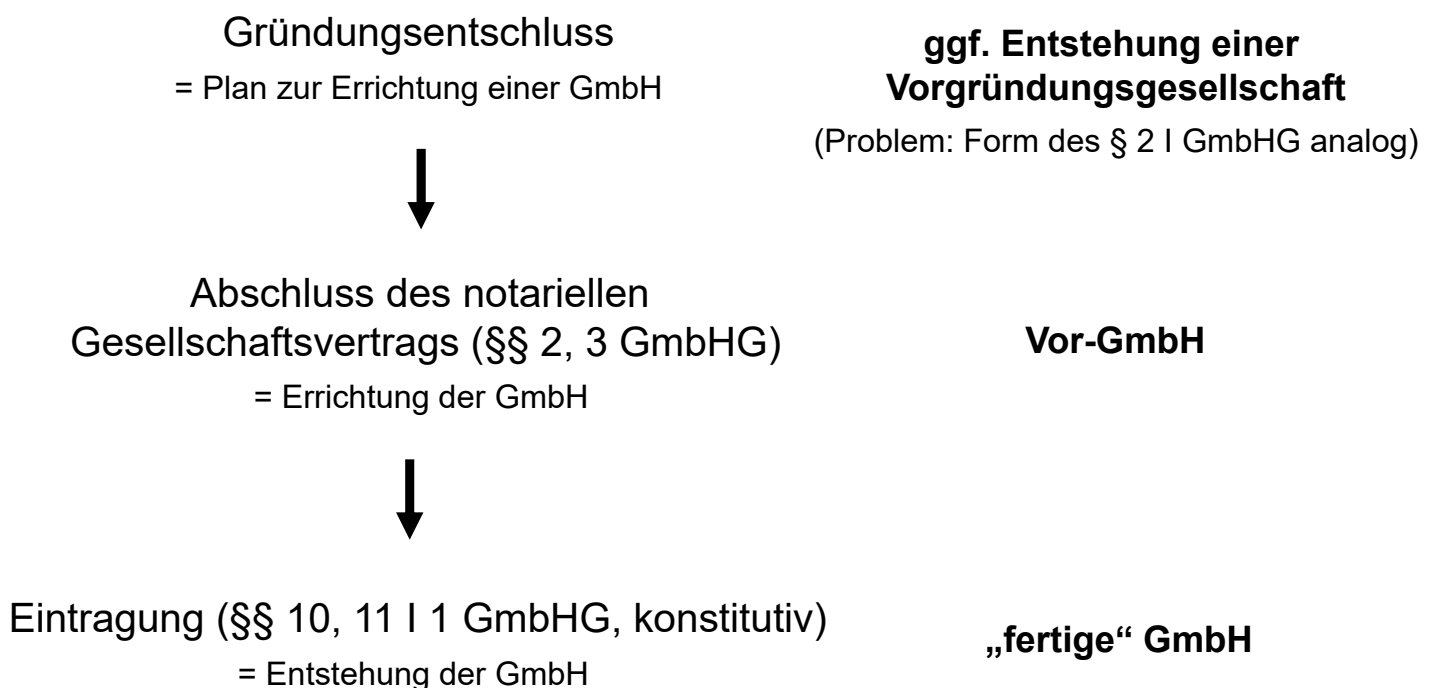 Gründungsentschluss
= Plan zur Errichtung einer GmbH
ggf. Entstehung einer
Vorgründungsgesellschaft
(Problem: Form des § 2 I GmbHG analog)
Abschluss des notariellen
Gesellschaftsvertrags (§§ 2, 3 GmbHG)
= Errichtung der GmbH
Vor-GmbH
Eintragung (§§ 10, 11 I 1 GmbHG, konstitutiv)
= Entstehung der GmbH
„fertige“ GmbH